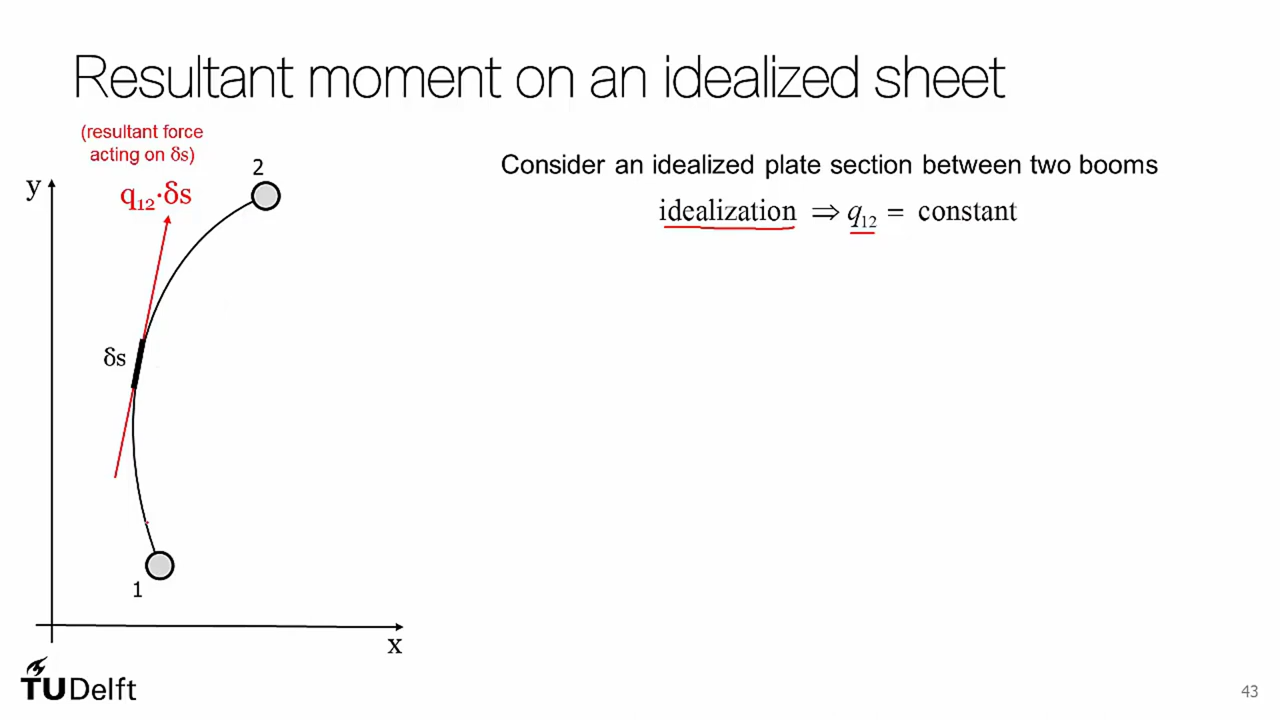 Resultant moment on an idealized sheet
(resultant force
acting on δs)
q₁₂·δs
2
y
Consider an idealized plate section between two booms
idealization ⇒ q₁₂ = constant
δs
1
x
TUDelft
43